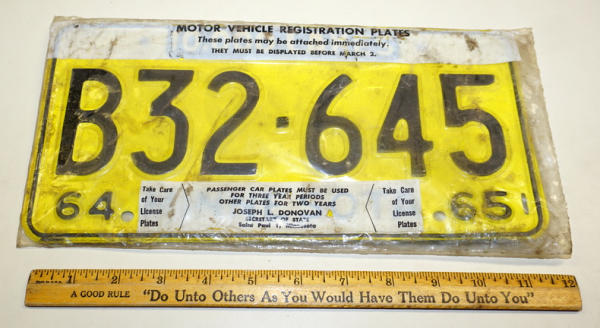 MOTOR VEHICLE REGISTRATION PLATES
These plates may be attached immediately.
THEY MUST BE DISPLAYED BEFORE MARCH 2.
B32·645
64
Take Care
of Your
License
Plates
PASSENGER CAR PLATES MUST BE USED
FOR THREE YEAR PERIODS
OTHER PLATES FOR TWO YEARS
JOSEPH L. DONOVAN
SECRETARY OF STATE
Saint Paul 1, Minnesota
Take Care
of Your
License
Plates
65
1 2 3 4 5 6 7 8 9 10 11 12
A GOOD RULE "Do Unto Others As You Would Have Them Do Unto You"